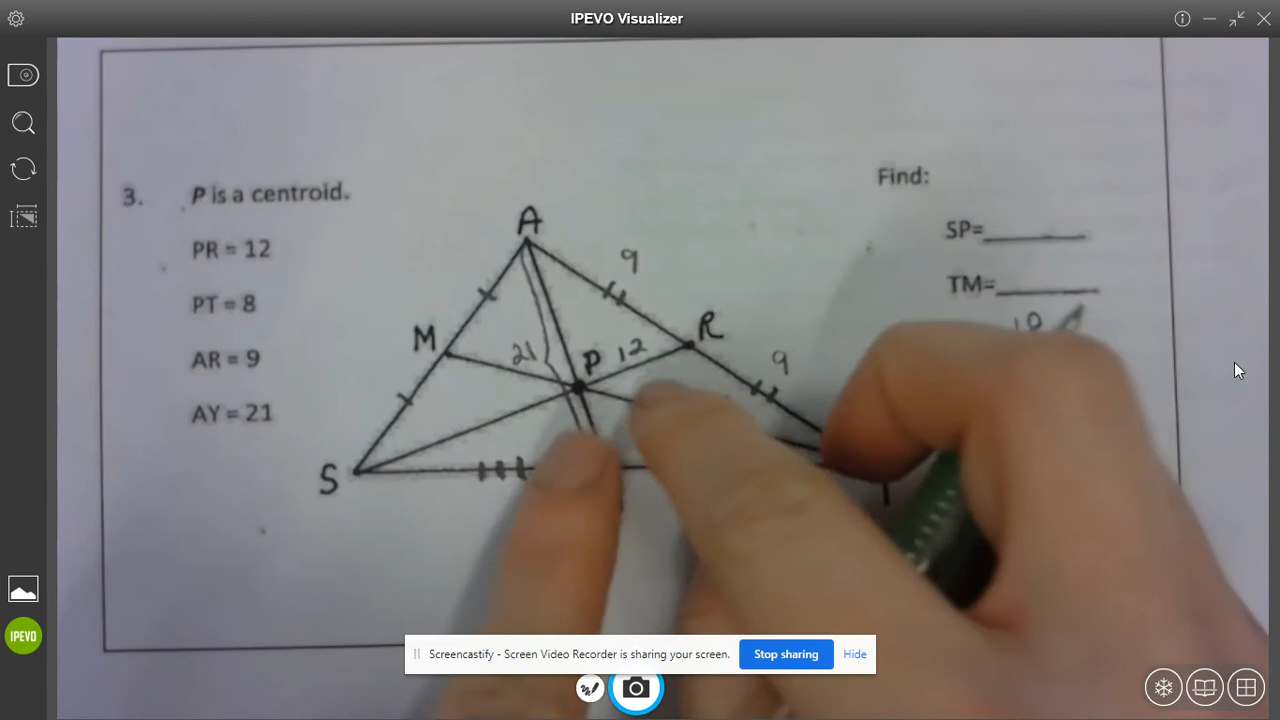 IPEVO Visualizer
3. P is a centroid.
PR = 12
PT = 8
AR = 9
AY = 21
Find:
SP=
TM=
18
A
9
M
R
21
P
12
9
S
T
IPEVO
Screencastify - Screen Video Recorder is sharing your screen.
Stop sharing
Hide